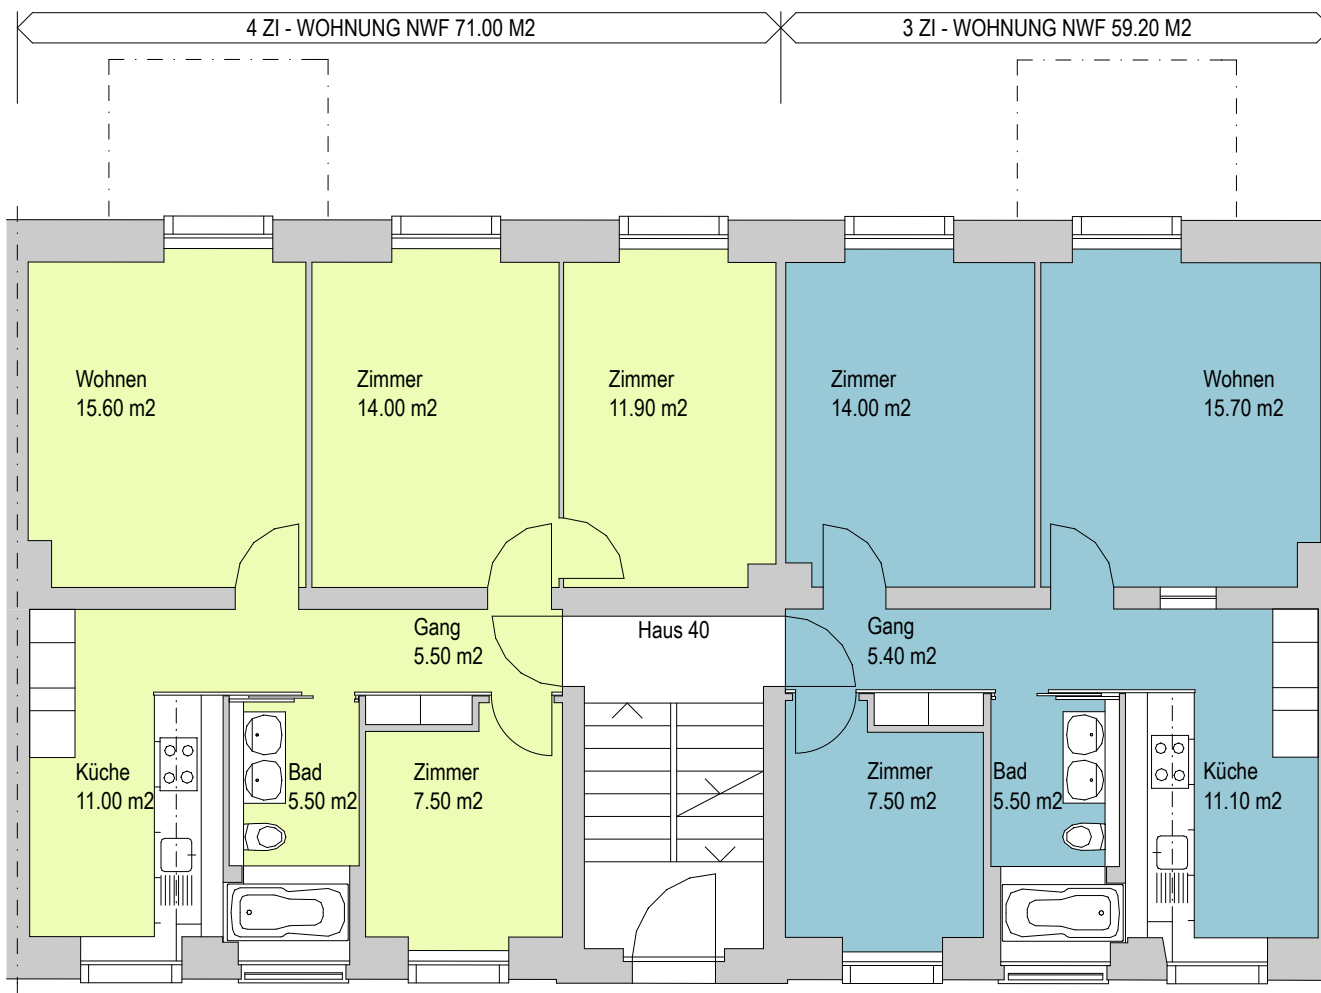 4 ZI - WOHNUNG NWF 71.00 M2
3 ZI - WOHNUNG NWF 59.20 M2
Wohnen
15.60 m2
Zimmer
14.00 m2
Zimmer
11.90 m2
Zimmer
14.00 m2
Wohnen
15.70 m2
Gang
5.50 m2
Haus 40
Gang
5.40 m2
Küche
11.00 m2
Bad
5.50 m2
Zimmer
7.50 m2
Zimmer
7.50 m2
Bad
5.50 m2
Küche
11.10 m2